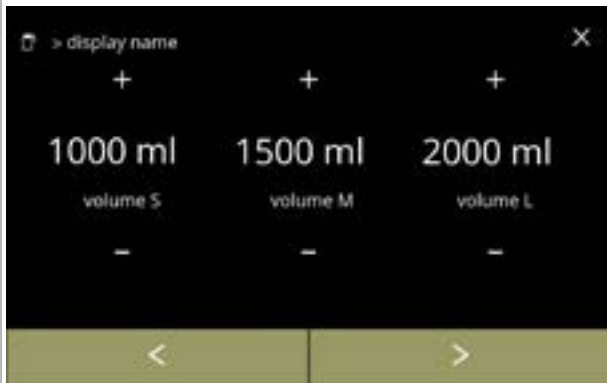 > display name ×
+ + +
1000 ml 1500 ml 2000 ml
volume S volume M volume L
– – –
< >